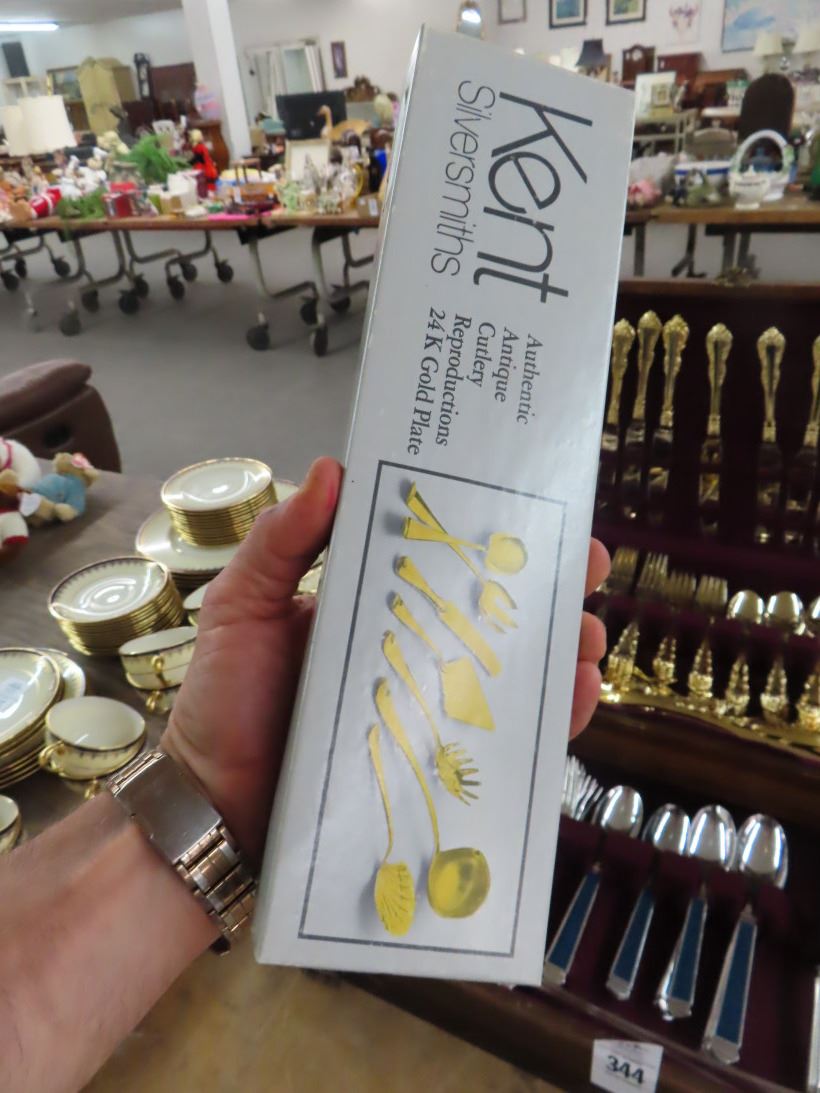 Kent
Silversmiths
Authentic
Antique
Cutlery
Reproductions
24 K Gold Plate
344